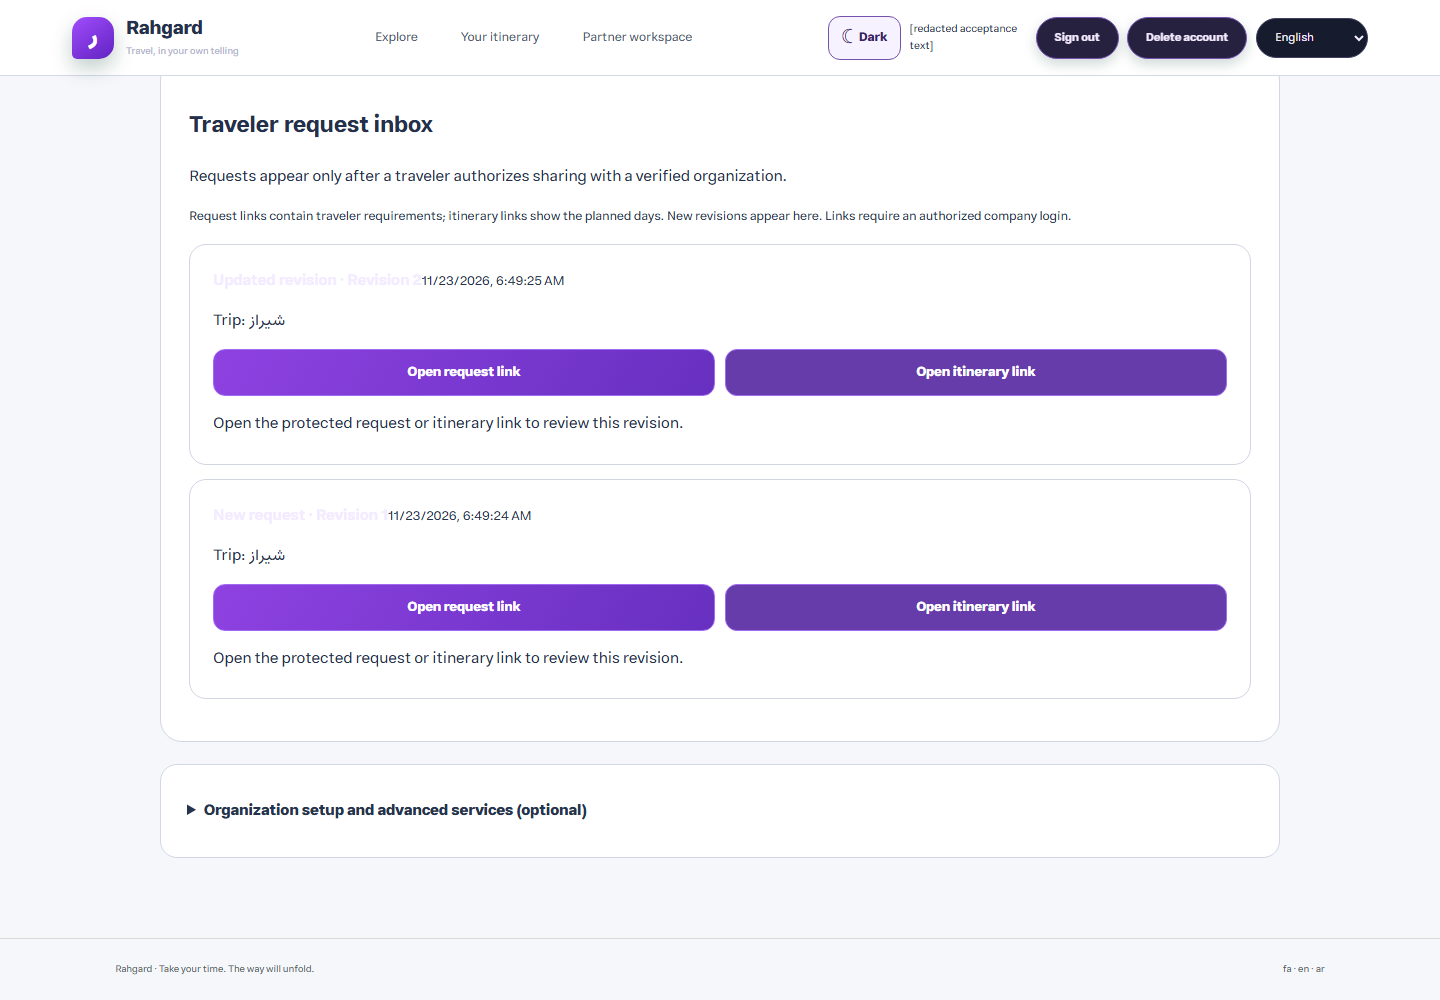 Rahgard
Travel, in your own telling
Explore
Your itinerary
Partner workspace
Dark
[redacted acceptance
text]
Sign out
Delete account
English
Traveler request inbox
Requests appear only after a traveler authorizes sharing with a verified organization.
Request links contain traveler requirements; itinerary links show the planned days. New revisions appear here. Links require an authorized company login.
Updated revision · Revision 2 11/23/2026, 6:49:25 AM
Trip: شیراز
Open request link
Open itinerary link
Open the protected request or itinerary link to review this revision.
New request · Revision 1 11/23/2026, 6:49:24 AM
Trip: شیراز
Open request link
Open itinerary link
Open the protected request or itinerary link to review this revision.
Organization setup and advanced services (optional)
Rahgard · Take your time. The way will unfold.
fa · en · ar